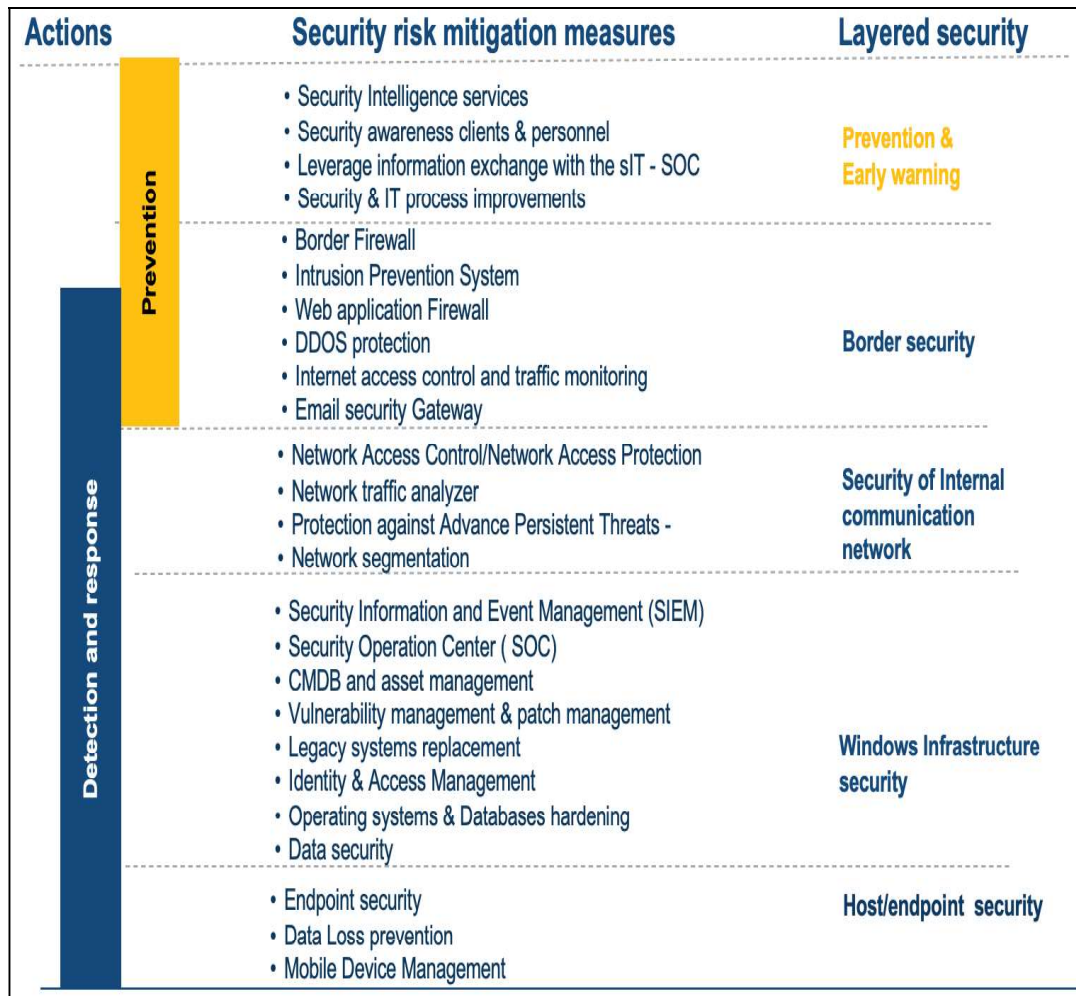 Actions
Security risk mitigation measures
Layered security
Prevention
• Security Intelligence services
• Security awareness clients & personnel
• Leverage information exchange with the sIT - SOC
• Security & IT process improvements
Prevention &
Early warning
• Border Firewall
• Intrusion Prevention System
• Web application Firewall
• DDOS protection
• Internet access control and traffic monitoring
• Email security Gateway
Border security
Detection and response
• Network Access Control/Network Access Protection
• Network traffic analyzer
• Protection against Advance Persistent Threats -
• Network segmentation
Security of Internal
communication
network
• Security Information and Event Management (SIEM)
• Security Operation Center ( SOC)
• CMDB and asset management
• Vulnerability management & patch management
• Legacy systems replacement
• Identity & Access Management
• Operating systems & Databases hardening
• Data security
Windows Infrastructure
security
• Endpoint security
• Data Loss prevention
• Mobile Device Management
Host/endpoint security